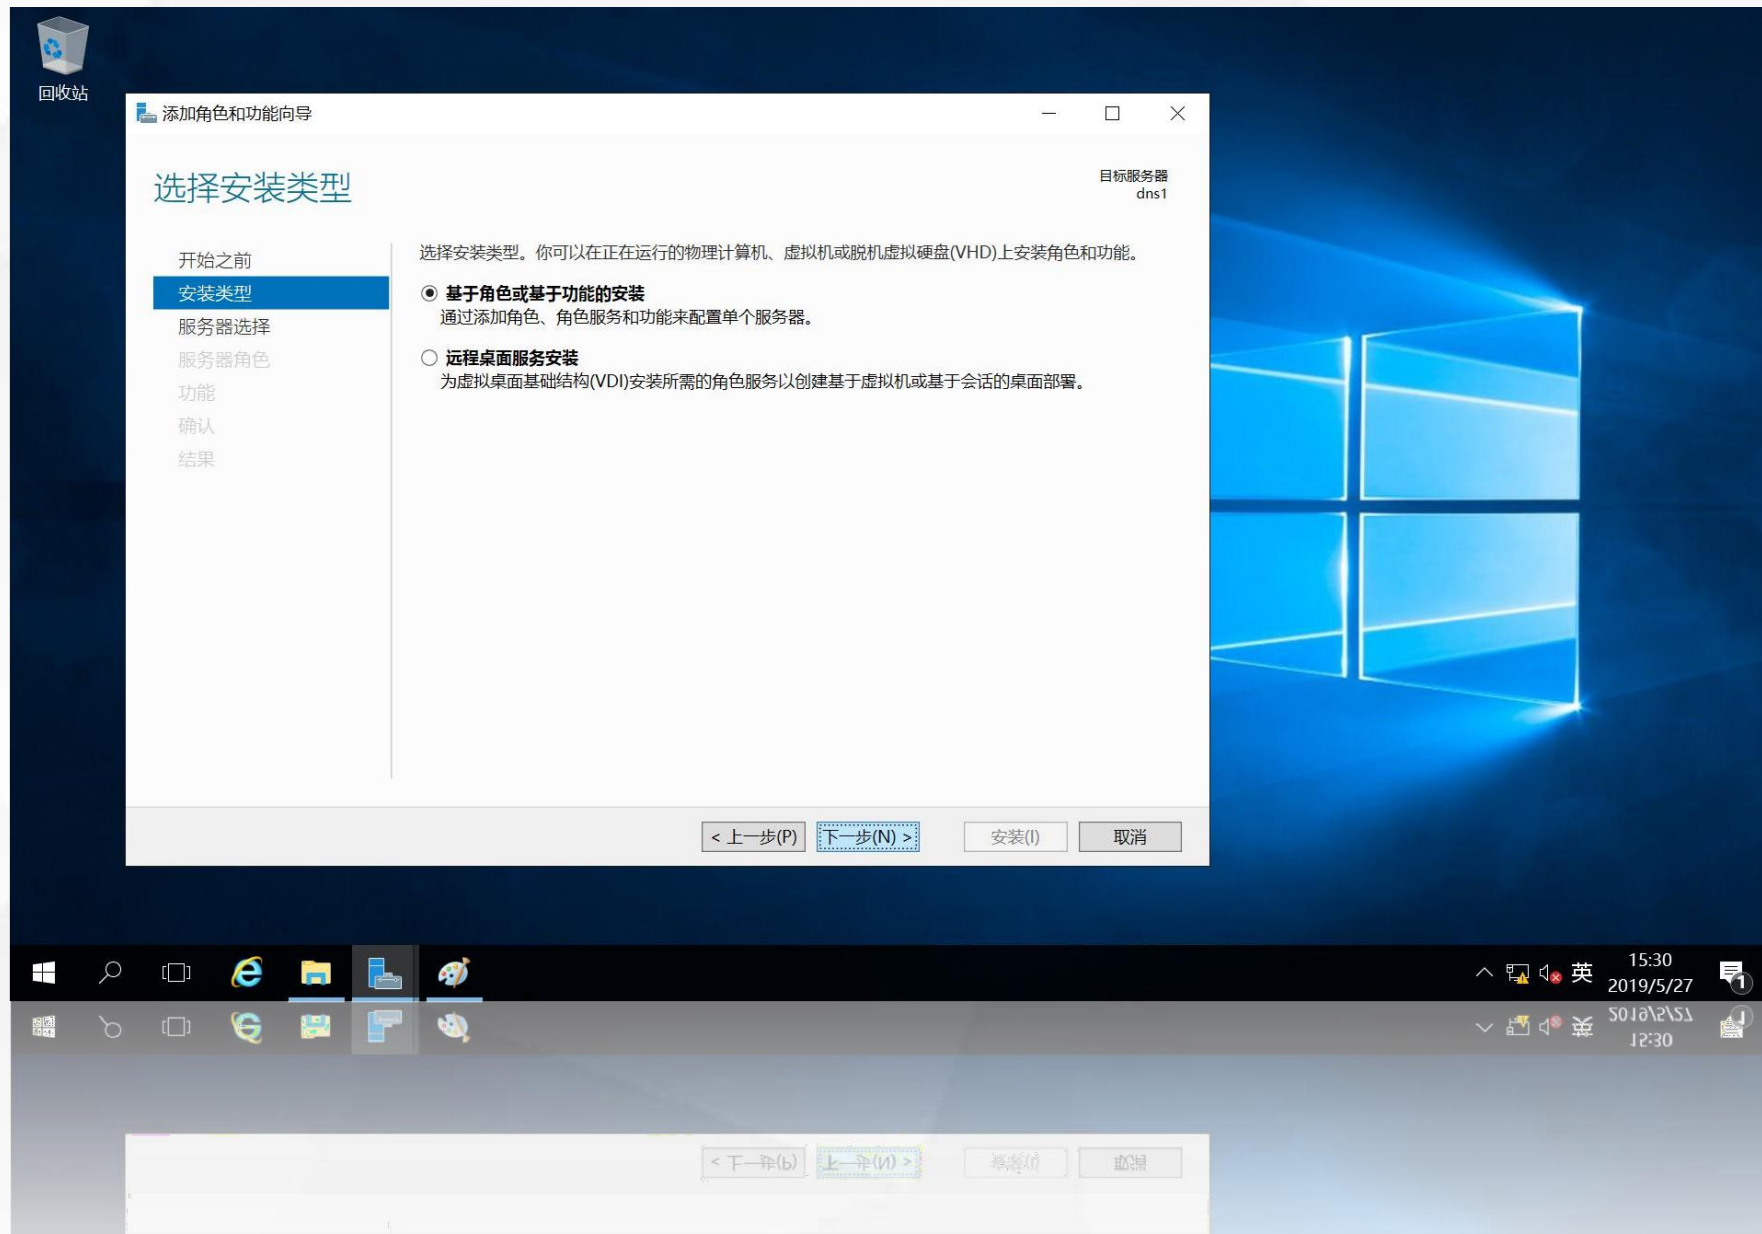 回收站
添加角色和功能向导
选择安装类型
目标服务器
dns1
开始之前
安装类型
服务器选择
服务器角色
功能
确认
结果
选择安装类型。你可以在正在运行的物理计算机、虚拟机或脱机虚拟硬盘(VHD)上安装角色和功能。
基于角色或基于功能的安装
通过添加角色、角色服务和功能来配置单个服务器。
远程桌面服务安装
为虚拟桌面基础结构(VDI)安装所需的角色服务以创建基于虚拟机或基于会话的桌面部署。
< 上一步(P)
下一步(N) >
安装(I)
取消
英
15:30
2019/5/27
1